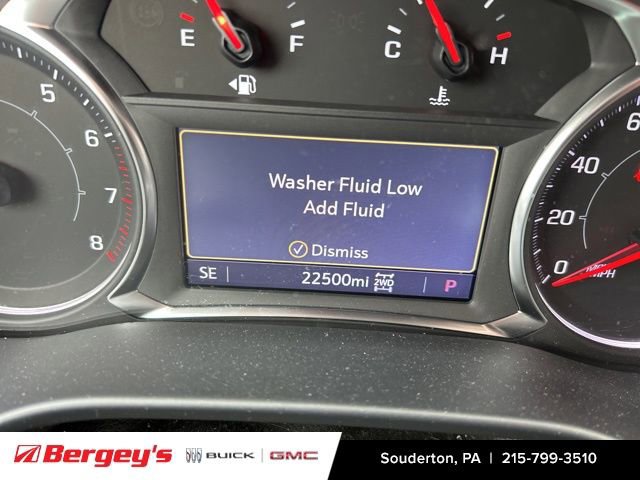 E F C H
5
6
7
8
Washer Fluid Low
Add Fluid
Dismiss
SE 22500mi 2WD P
60
40
20
0
MPH
Bergey's BUICK GMC Souderton, PA | 215-799-3510